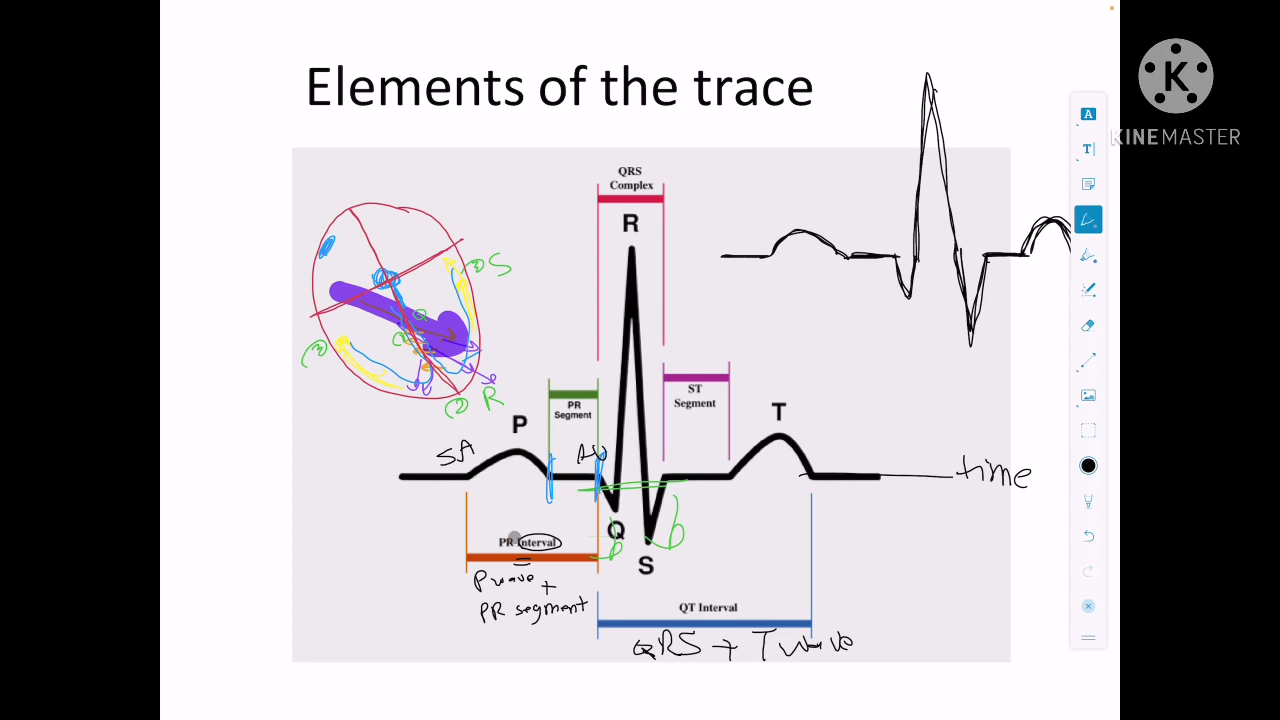 Elements of the trace
KINEMASTER
QRS
Complex
R
S
Q
R
PR
Segment
ST
Segment
P
T
SA
AV
time
Q
S
PR Interval
=
P wave +
PR segment
QT Interval
QRS + T wave